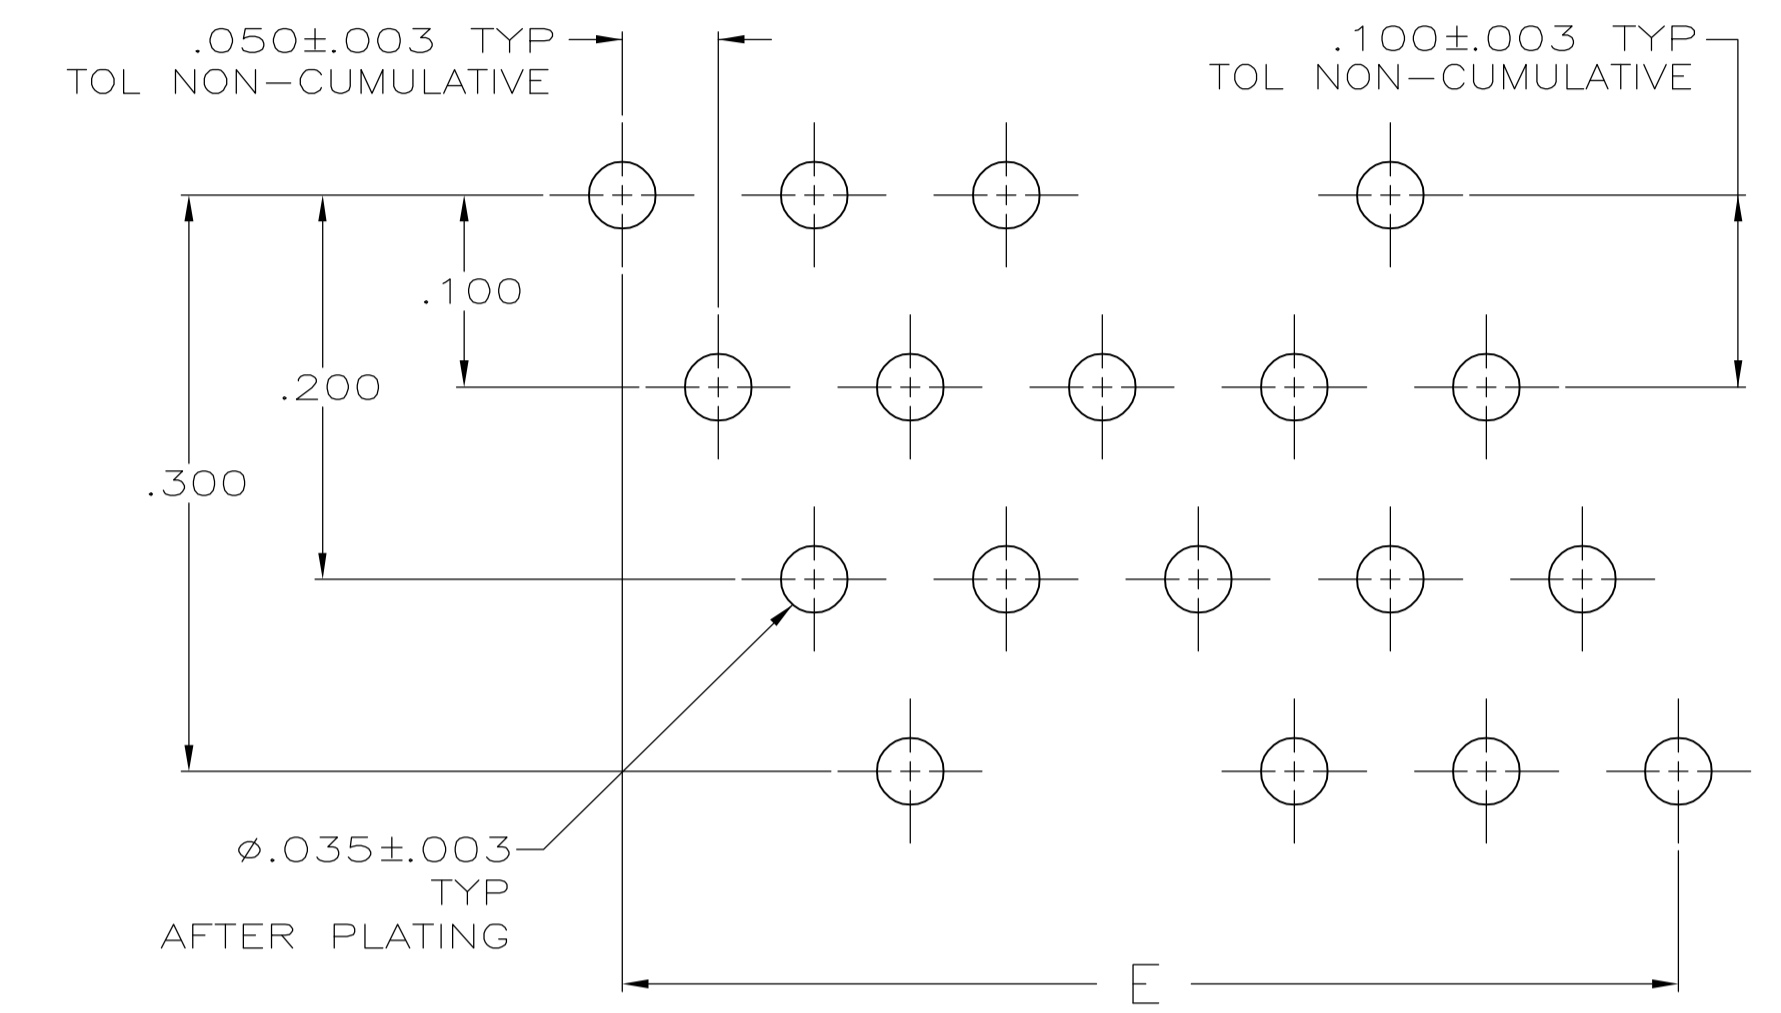 .050±.003 TYP
TOL NON-CUMULATIVE
.100±.003 TYP
TOL NON-CUMULATIVE
.100
.200
.300
ø.035±.003
TYP
AFTER PLATING
E